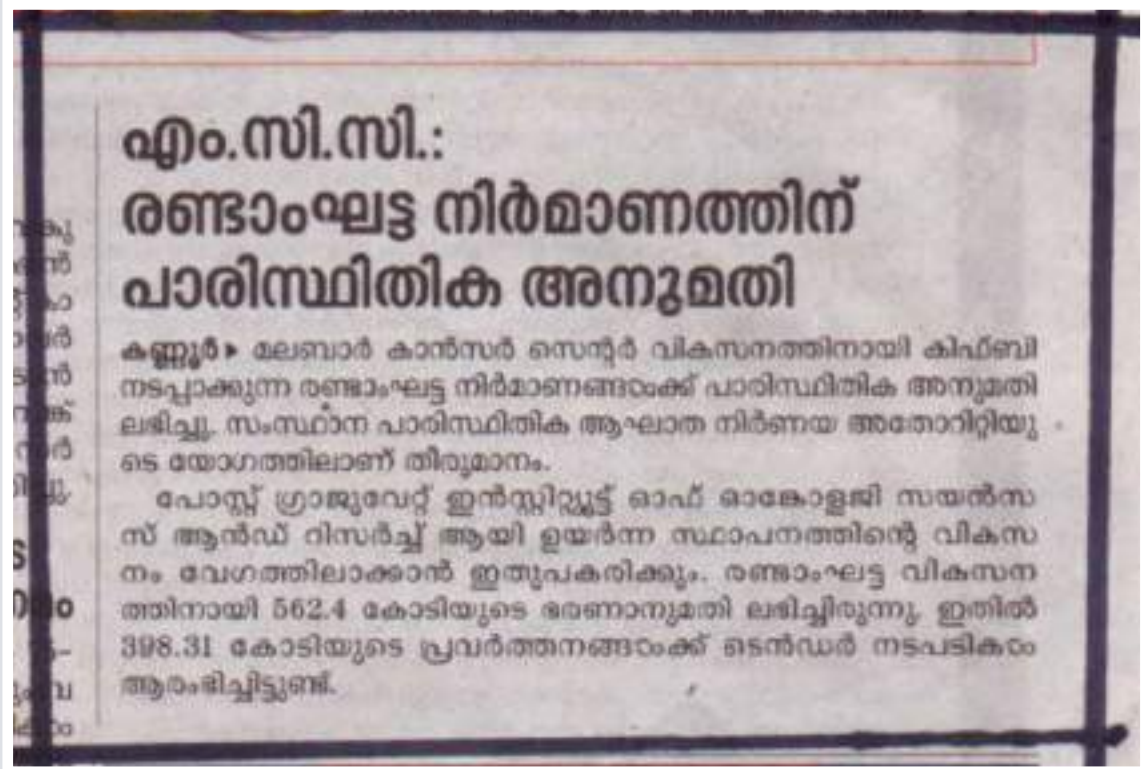 എം.സി.സി.:
രണ്ടാംഘട്ട നിർമാണത്തിന്
പാരിസ്ഥിതിക അനുമതി
കണ്ണൂർ▸ മലബാർ കാൻസർ സെന്റർ വികസനത്തിനായി കിഫ്ബി
നടപ്പാക്കുന്ന രണ്ടാംഘട്ട നിർമാണങ്ങൾക്ക് പാരിസ്ഥിതിക അനുമതി
ലഭിച്ചു. സംസ്ഥാന പാരിസ്ഥിതിക ആഘാത നിർണയ അതോറിറ്റിയു
ടെ യോഗത്തിലാണ് തീരുമാനം.
പോസ്റ്റ് ഗ്രാജുവേറ്റ് ഇൻസ്റ്റിറ്റ്യൂട്ട് ഓഫ് ഓങ്കോളജി സയൻസ
സ് ആൻഡ് റിസർച്ച് ആയി ഉയർന്ന സ്ഥാപനത്തിന്റെ വികസ
നം വേഗത്തിലാക്കാൻ ഇതുപകരിക്കും. രണ്ടാംഘട്ട വികസന
ത്തിനായി 562.4 കോടിയുടെ ഭരണാനുമതി ലഭിച്ചിരുന്നു. ഇതിൽ
398.31 കോടിയുടെ പ്രവർത്തനങ്ങൾക്ക് ടെൻഡർ നടപടികൾ
ആരംഭിച്ചിട്ടുണ്ട്.